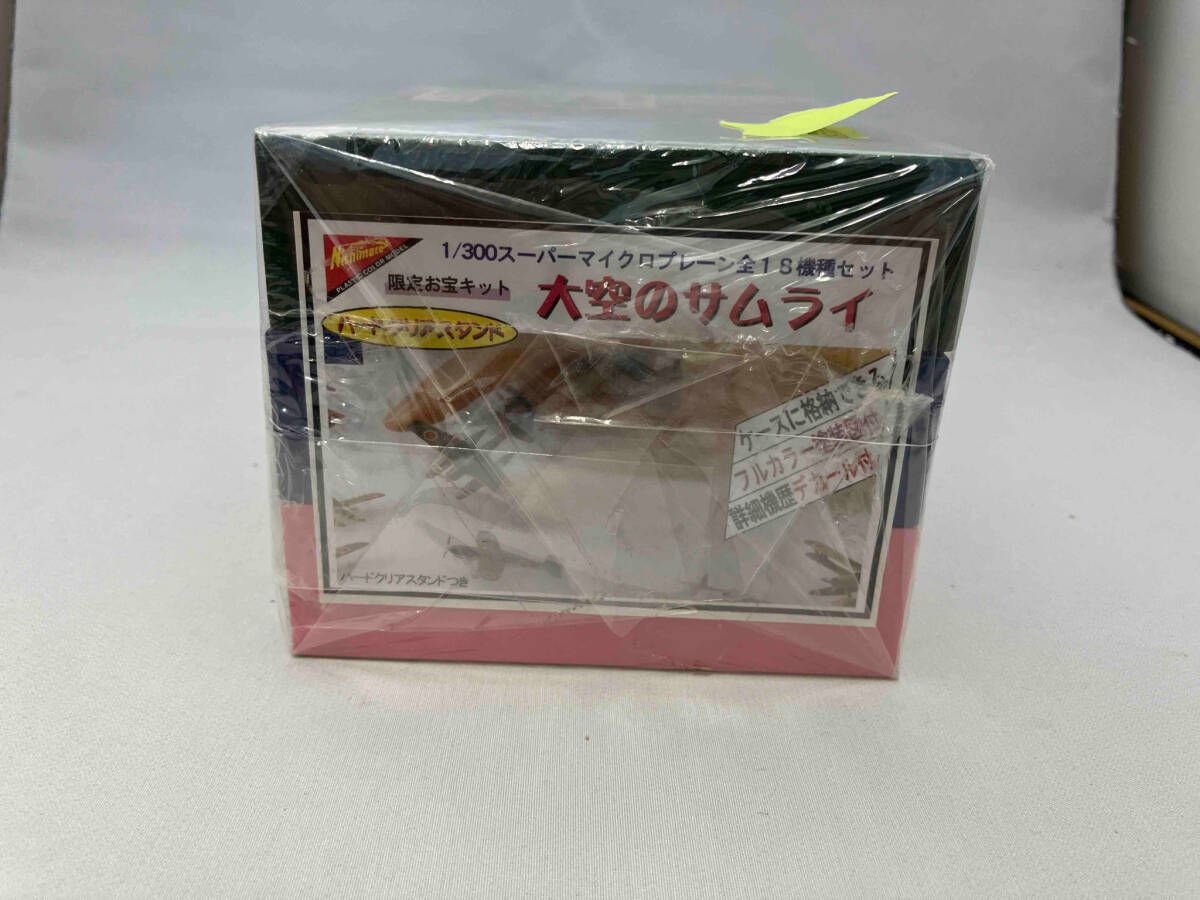 Nichimo
PLASTIC COLOR MODEL
1/300スーパーマイクロプレーン全18機種セット
限定お宝キット
大空のサムライ
ハードクリアスタンド
ケースに格納できる
フルカラー塗装図付
詳細機歴デカール付
ハードクリアスタンドつき